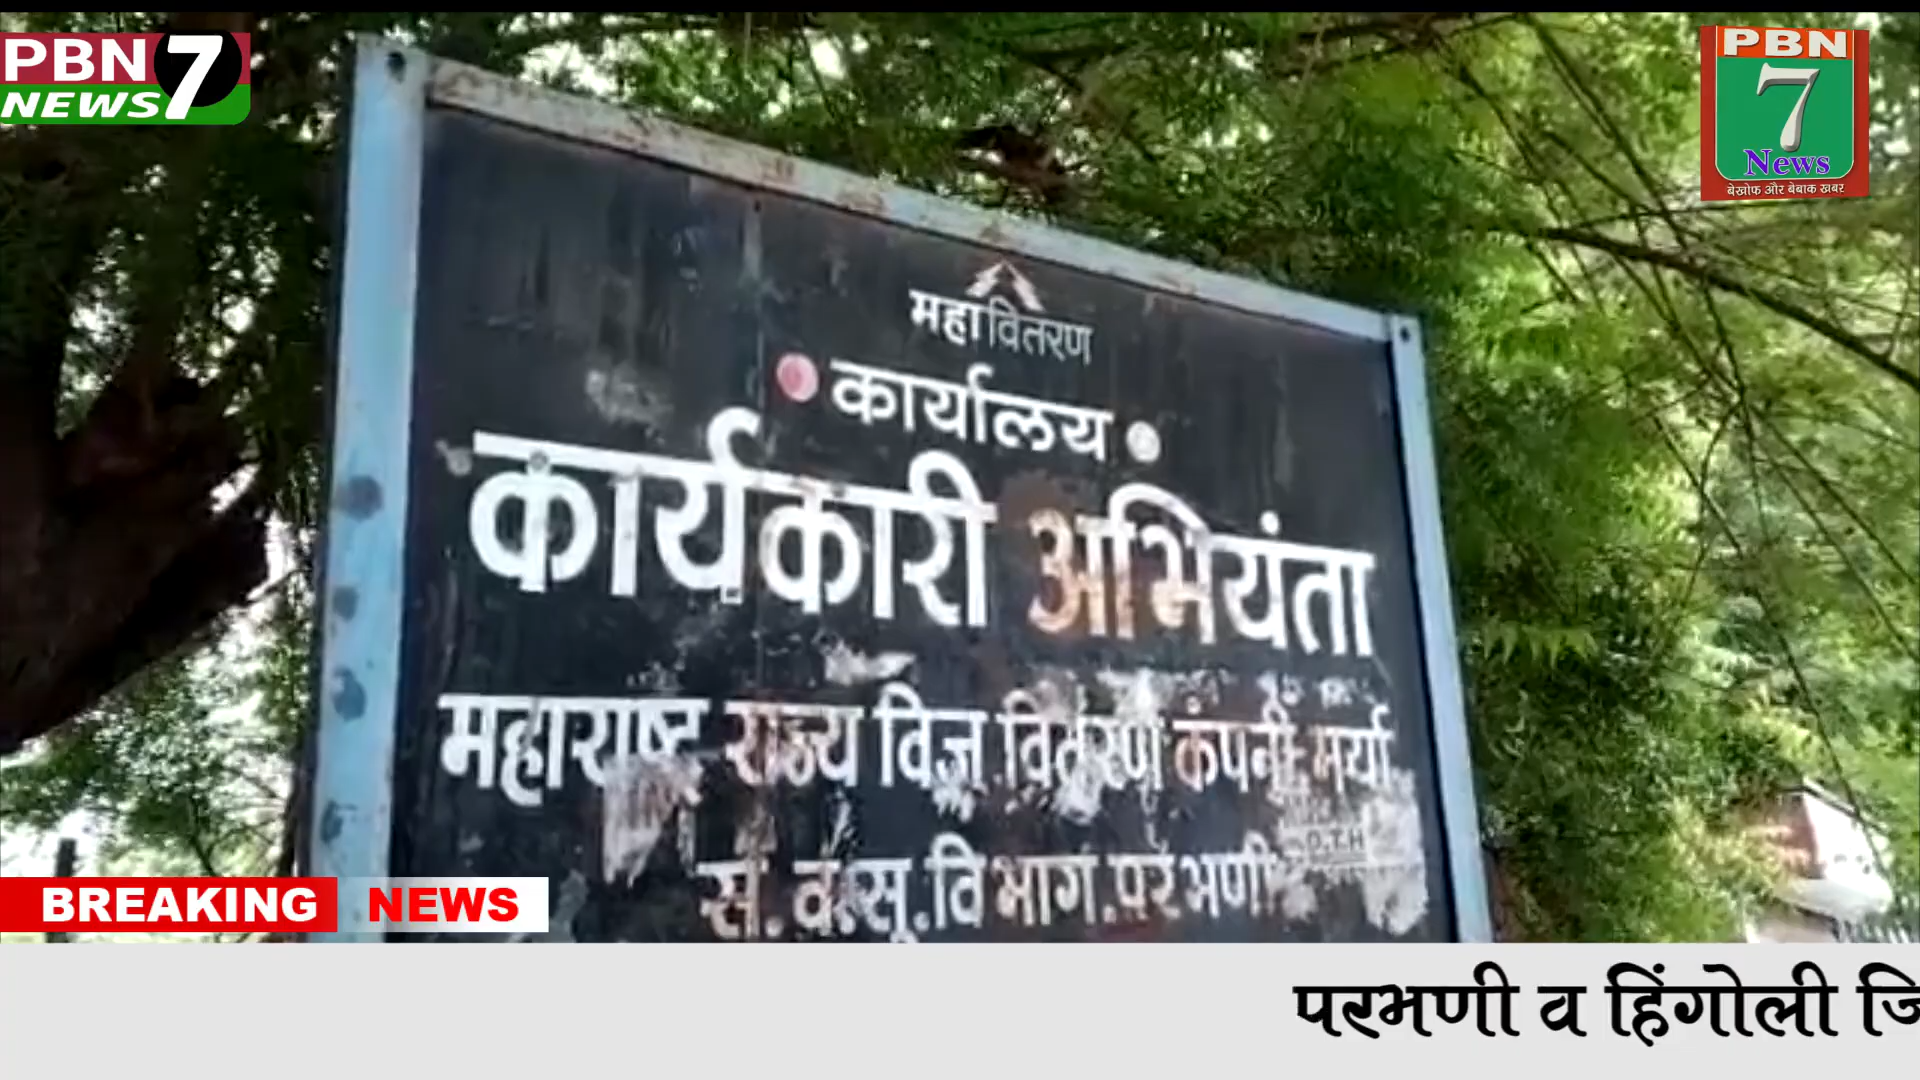 PBN
NEWS 7
PBN
7
News
बेखोफ और बेबाक खबर
महावितरण
कार्यालय
कार्यकारी अभियंता
महाराष्ट्र राज्य विज वितरण कंपनी मर्या
सं. व. सु. विभाग. परभणी
BREAKING NEWS
परभणी व हिंगोली जि